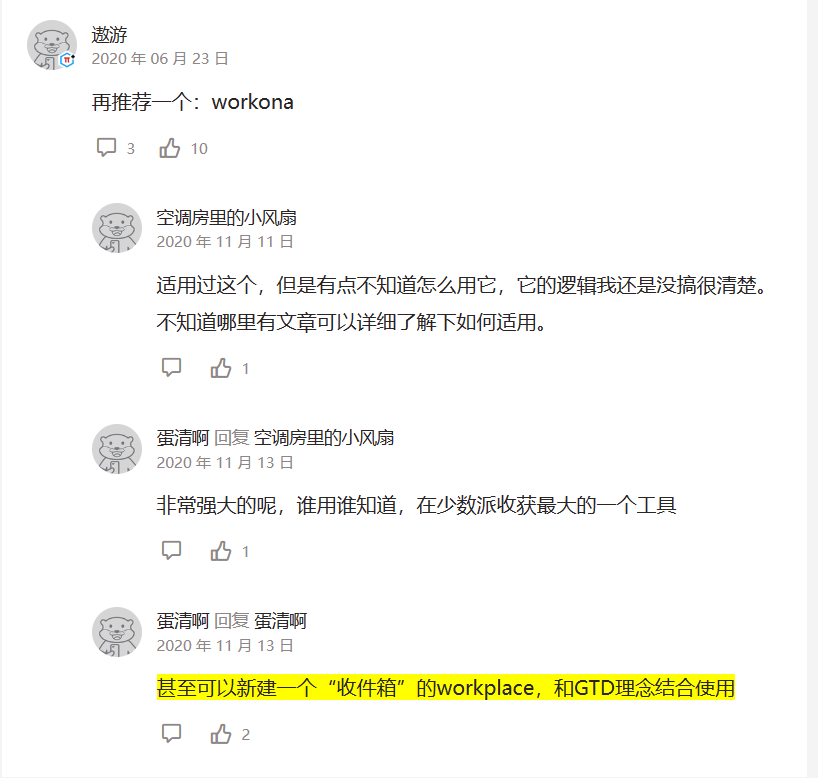 遨游
2020 年 06 月 23 日
再推荐一个：workona
3 10
空调房里的小风扇
2020 年 11 月 11 日
适用过这个，但是有点不知道怎么用它，它的逻辑我还是没搞很清楚。
不知道哪里有文章可以详细了解下如何适用。
1
蛋清啊 回复 空调房里的小风扇
2020 年 11 月 13 日
非常强大的呢，谁用谁知道，在少数派收获最大的一个工具
1
蛋清啊 回复 蛋清啊
2020 年 11 月 13 日
甚至可以新建一个“收件箱”的workplace，和GTD理念结合使用
2